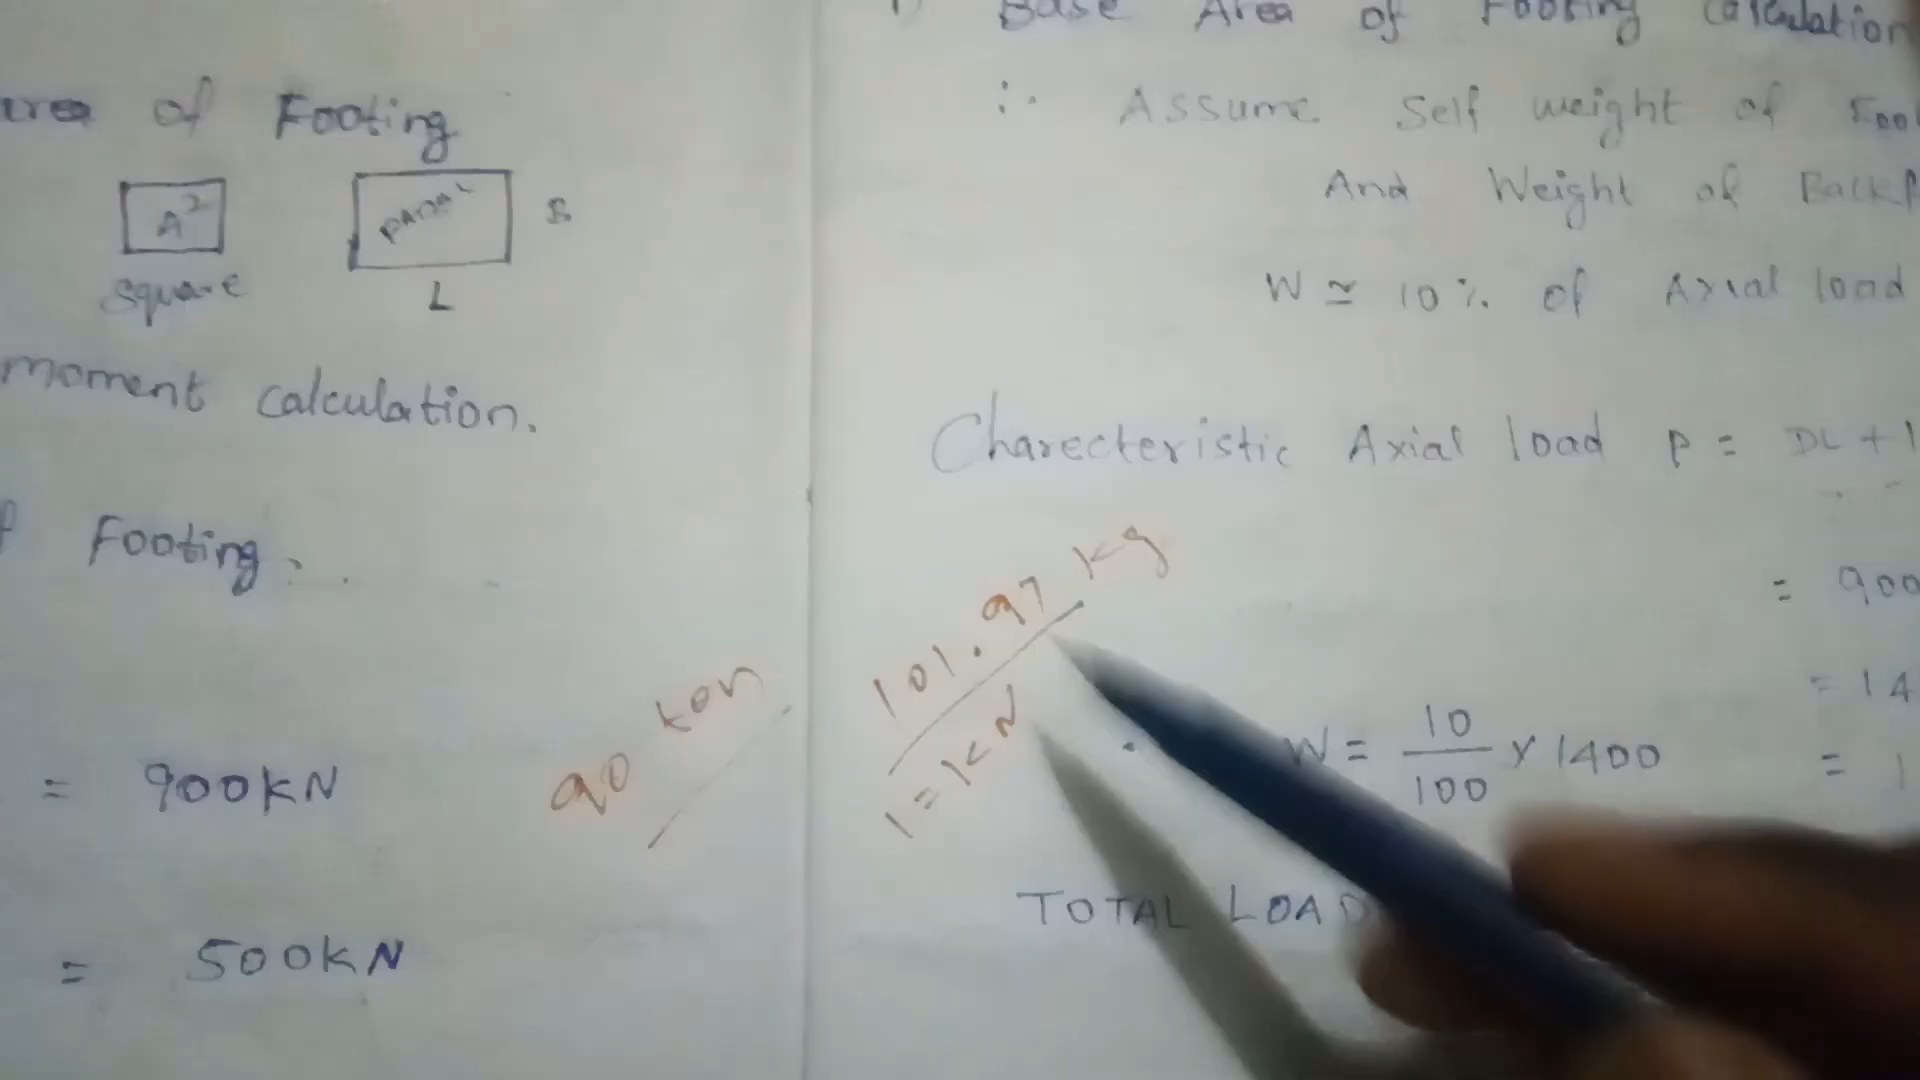 area of Footing
A²
B
Square
L
moment calculation.
Footing.
= 900KN
= 500KN
90 ton
Base Area of Footing Calculation
∴ Assume Self weight of
And Weight of
W ≃ 10% of Axial load
Charecteristic Axial load P = DL +
101.97 kg
1 = KN
= 900
= 14
W = 10/100 x 1400
= 1
TOTAL LOAD